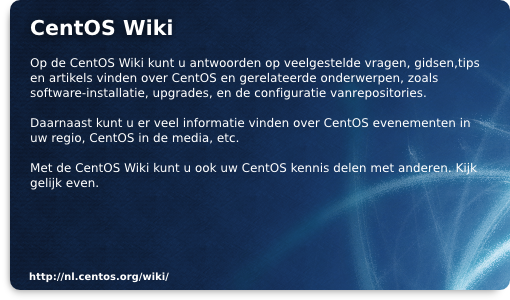 CentOS Wiki
Op de CentOS Wiki kunt u antwoorden op veelgestelde vragen, gidsen,tips
en artikels vinden over CentOS en gerelateerde onderwerpen, zoals
software-installatie, upgrades, en de configuratie vanrepositories.
Daarnaast kunt u er veel informatie vinden over CentOS evenementen in
uw regio, CentOS in de media, etc.
Met de CentOS Wiki kunt u ook uw CentOS kennis delen met anderen. Kijk
gelijk even.
http://nl.centos.org/wiki/